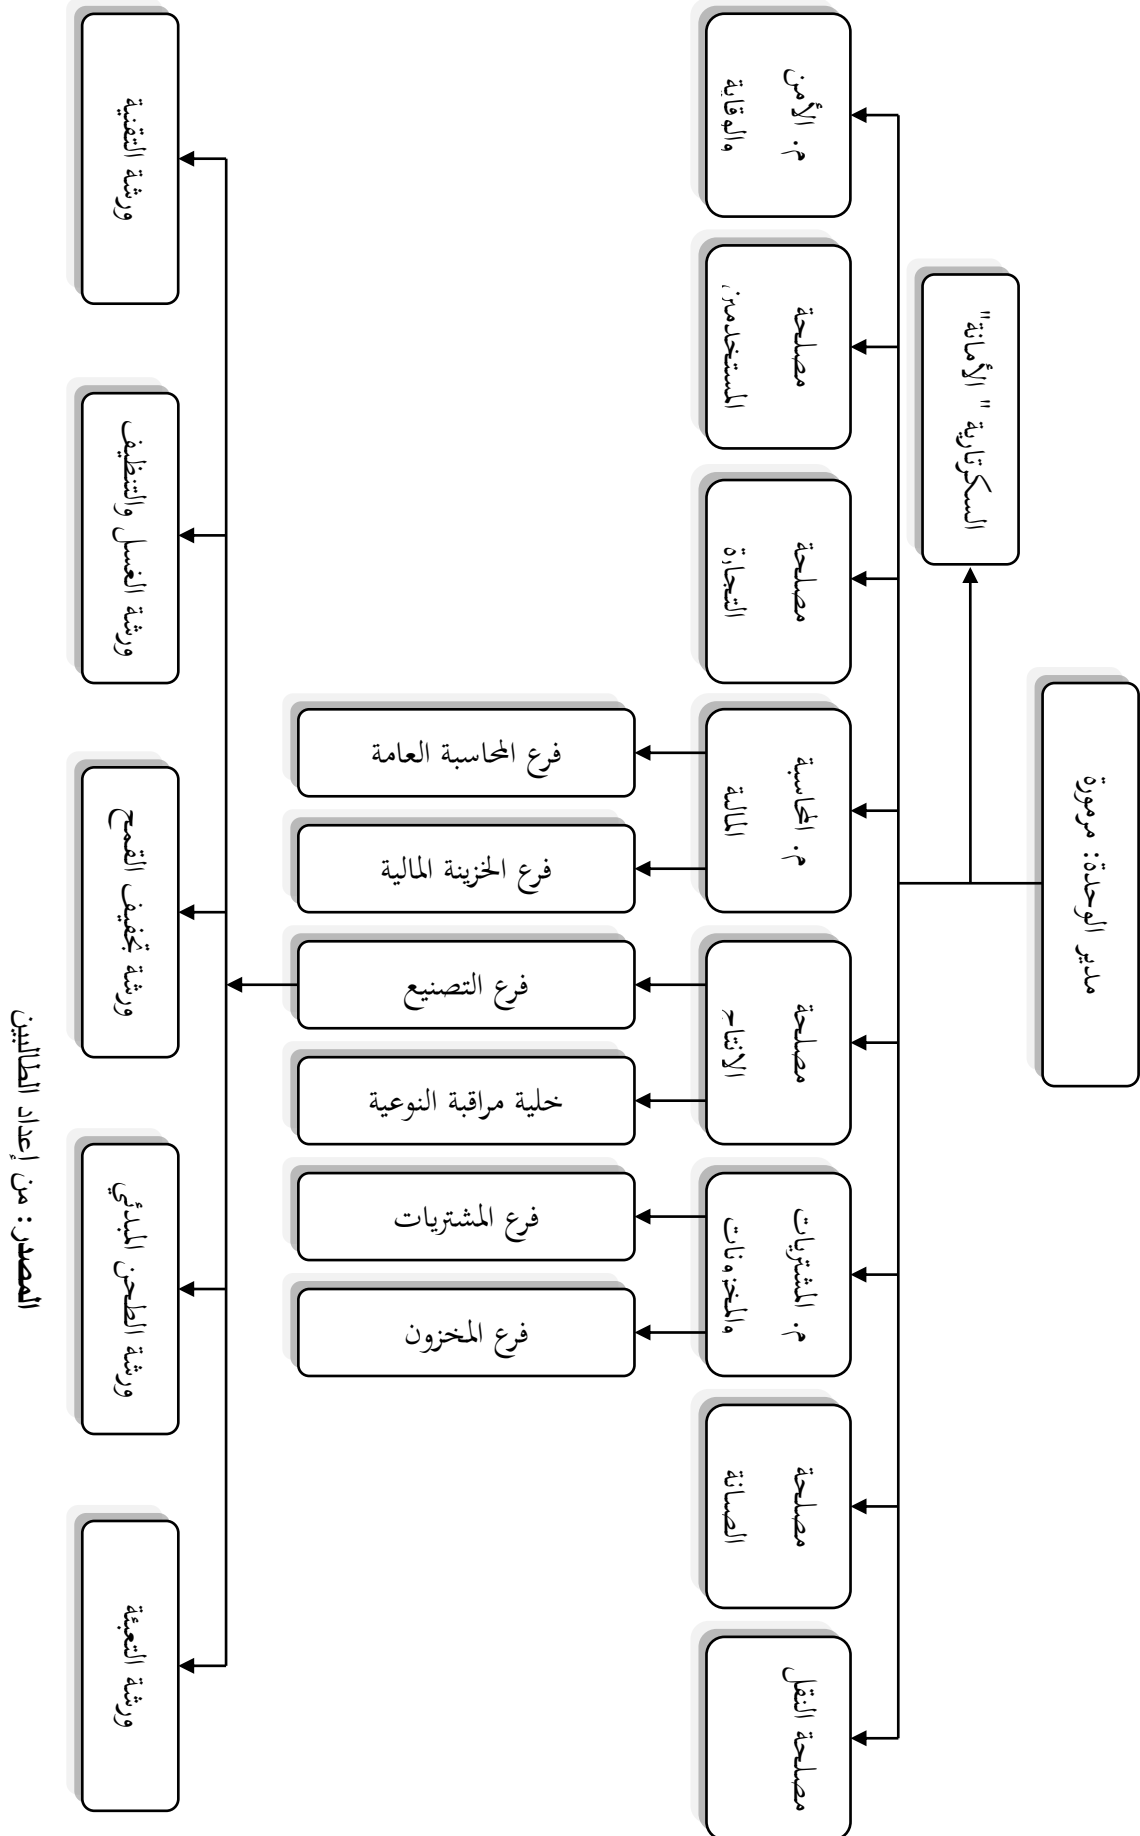 مدير الوحدة: مرمورة
السكرتارية " الأمانة"
م. الأمن
والوقاية
مصلحة
المستخدمين
مصلحة
التجارة
م. المحاسبة
المالية
مصلحة
الانتاج
م. المشتريات
والمخزونات
مصلحة
الصيانة
مصلحة النقل
فرع المحاسبة العامة
فرع الخزينة المالية
فرع التصنيع
خلية مراقبة النوعية
فرع المشتريات
فرع المخزون
ورشة التقنية
ورشة الغسل والتنظيف
ورشة تجفيف القمح
ورشة الطحن المبدئي
ورشة التعبئة
المصدر: من إعداد الطالبين